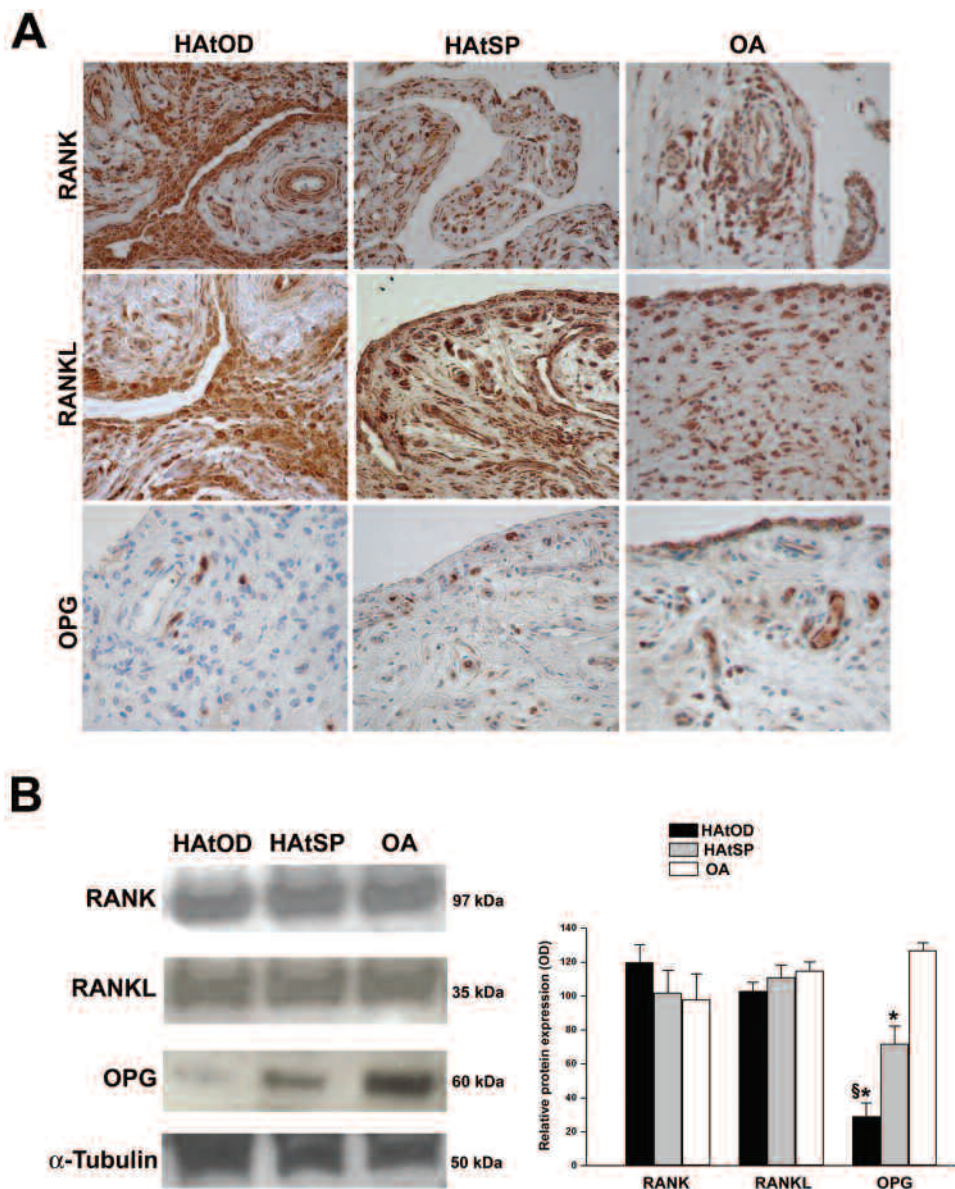 A
HAtOD HAtSP OA
RANK
RANKL
OPG
B
HAtOD HAtSP OA
RANK 97 kDa
RANKL 35 kDa
OPG 60 kDa
α-Tubulin 50 kDa
HAtOD
HAtSP
OA
Relative protein expression (OD)
140
120
100
80
60
40
20
0
*
§*
RANK RANKL OPG